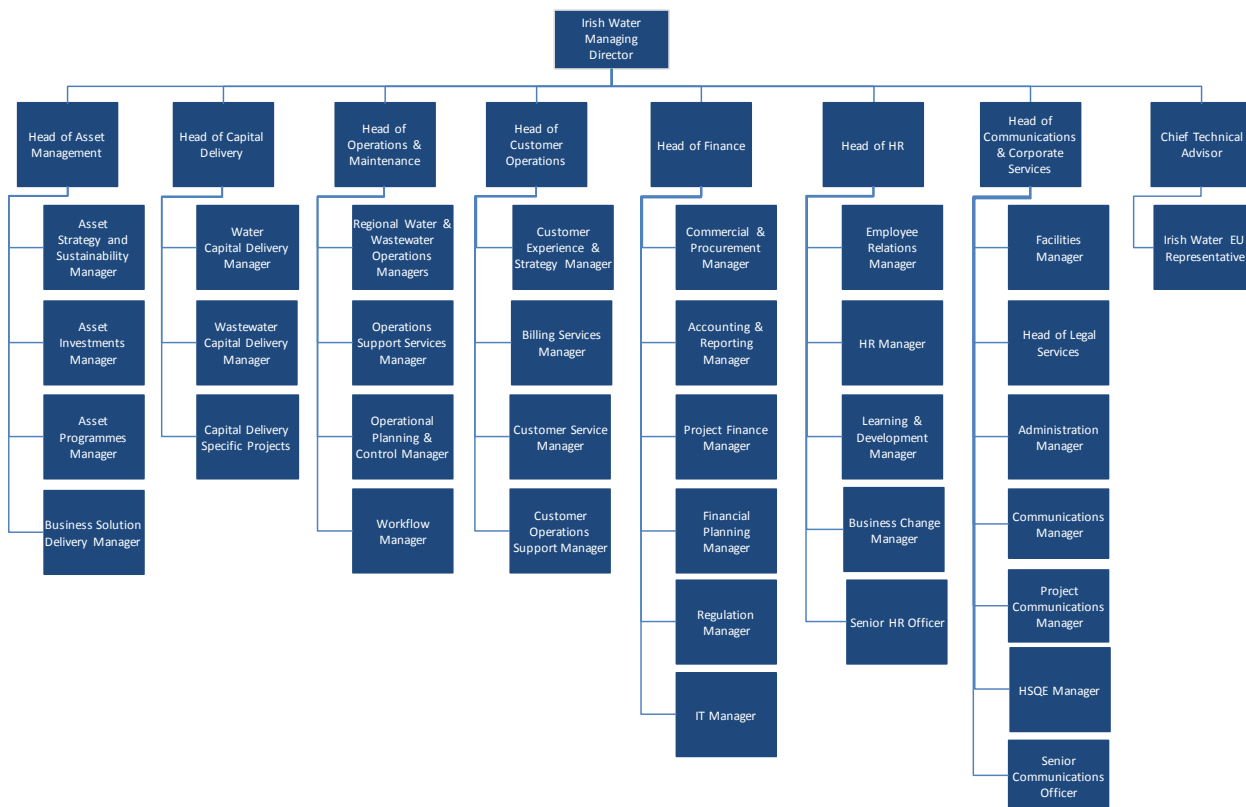 Irish Water
Managing
Director
Head of Asset
Management
Head of Capital
Delivery
Head of
Operations &
Maintenance
Head of
Customer
Operations
Head of Finance
Head of HR
Head of
Communications
& Corporate
Services
Chief Technical
Advisor
Asset
Strategy and
Sustainability
Manager
Asset
Investments
Manager
Asset
Programmes
Manager
Business Solution
Delivery Manager
Water
Capital Delivery
Manager
Wastewater
Capital Delivery
Manager
Capital Delivery
Specific Projects
Regional Water &
Wastewater
Operations
Managers
Operations
Support Services
Manager
Operational
Planning &
Control Manager
Workflow
Manager
Customer
Experience &
Strategy Manager
Billing Services
Manager
Customer Service
Manager
Customer
Operations
Support Manager
Commercial &
Procurement
Manager
Accounting &
Reporting
Manager
Project Finance
Manager
Financial
Planning
Manager
Regulation
Manager
IT Manager
Employee
Relations
Manager
HR Manager
Learning &
Development
Manager
Business Change
Manager
Senior HR Officer
Facilities
Manager
Head of Legal
Services
Administration
Manager
Communications
Manager
Project
Communications
Manager
HSQE Manager
Senior
Communications
Officer
Irish Water EU
Representative